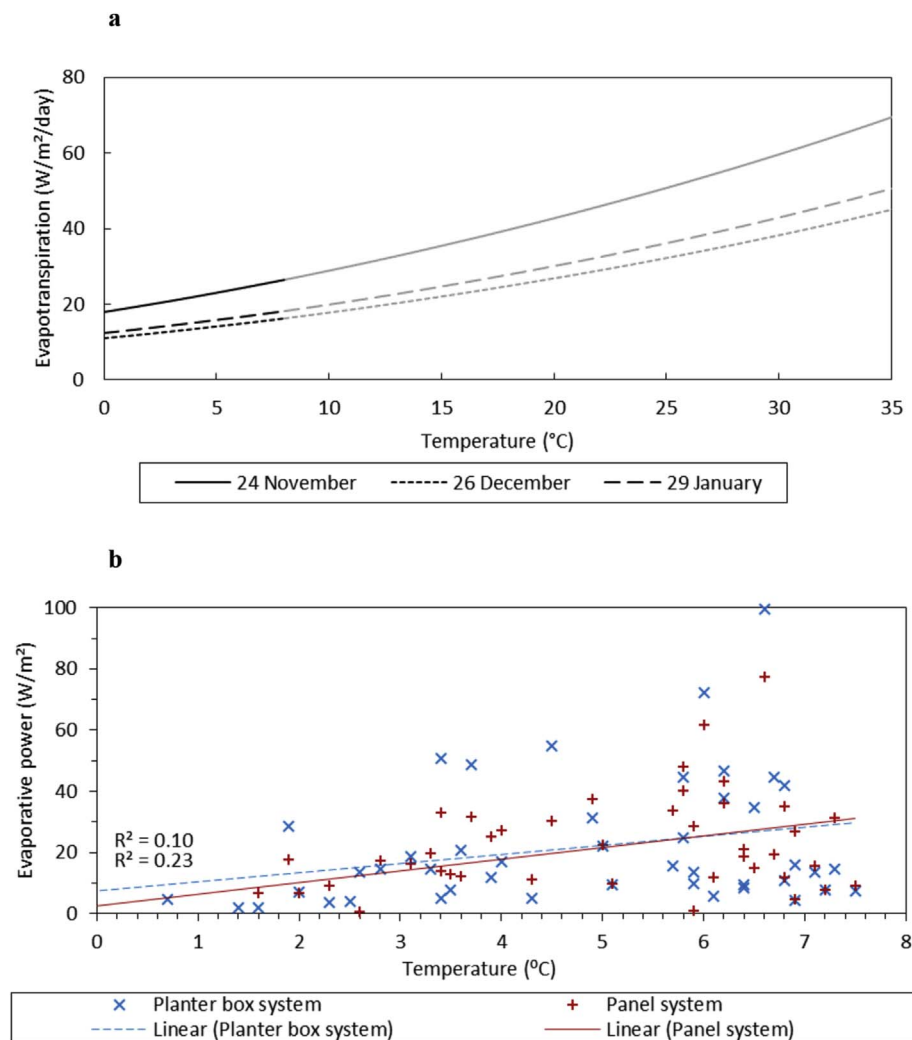 a
80
60
40
20
0
Evapotranspiration (W/m²/day)
0 5 10 15 20 25 30 35
Temperature (°C)
24 November 26 December 29 January
b
100
80
60
40
20
0
Evaporative power (W/m²)
R² = 0.10
R² = 0.23
0 1 2 3 4 5 6 7 8
Temperature (⁰C)
Planter box system Panel system
Linear (Planter box system) Linear (Panel system)